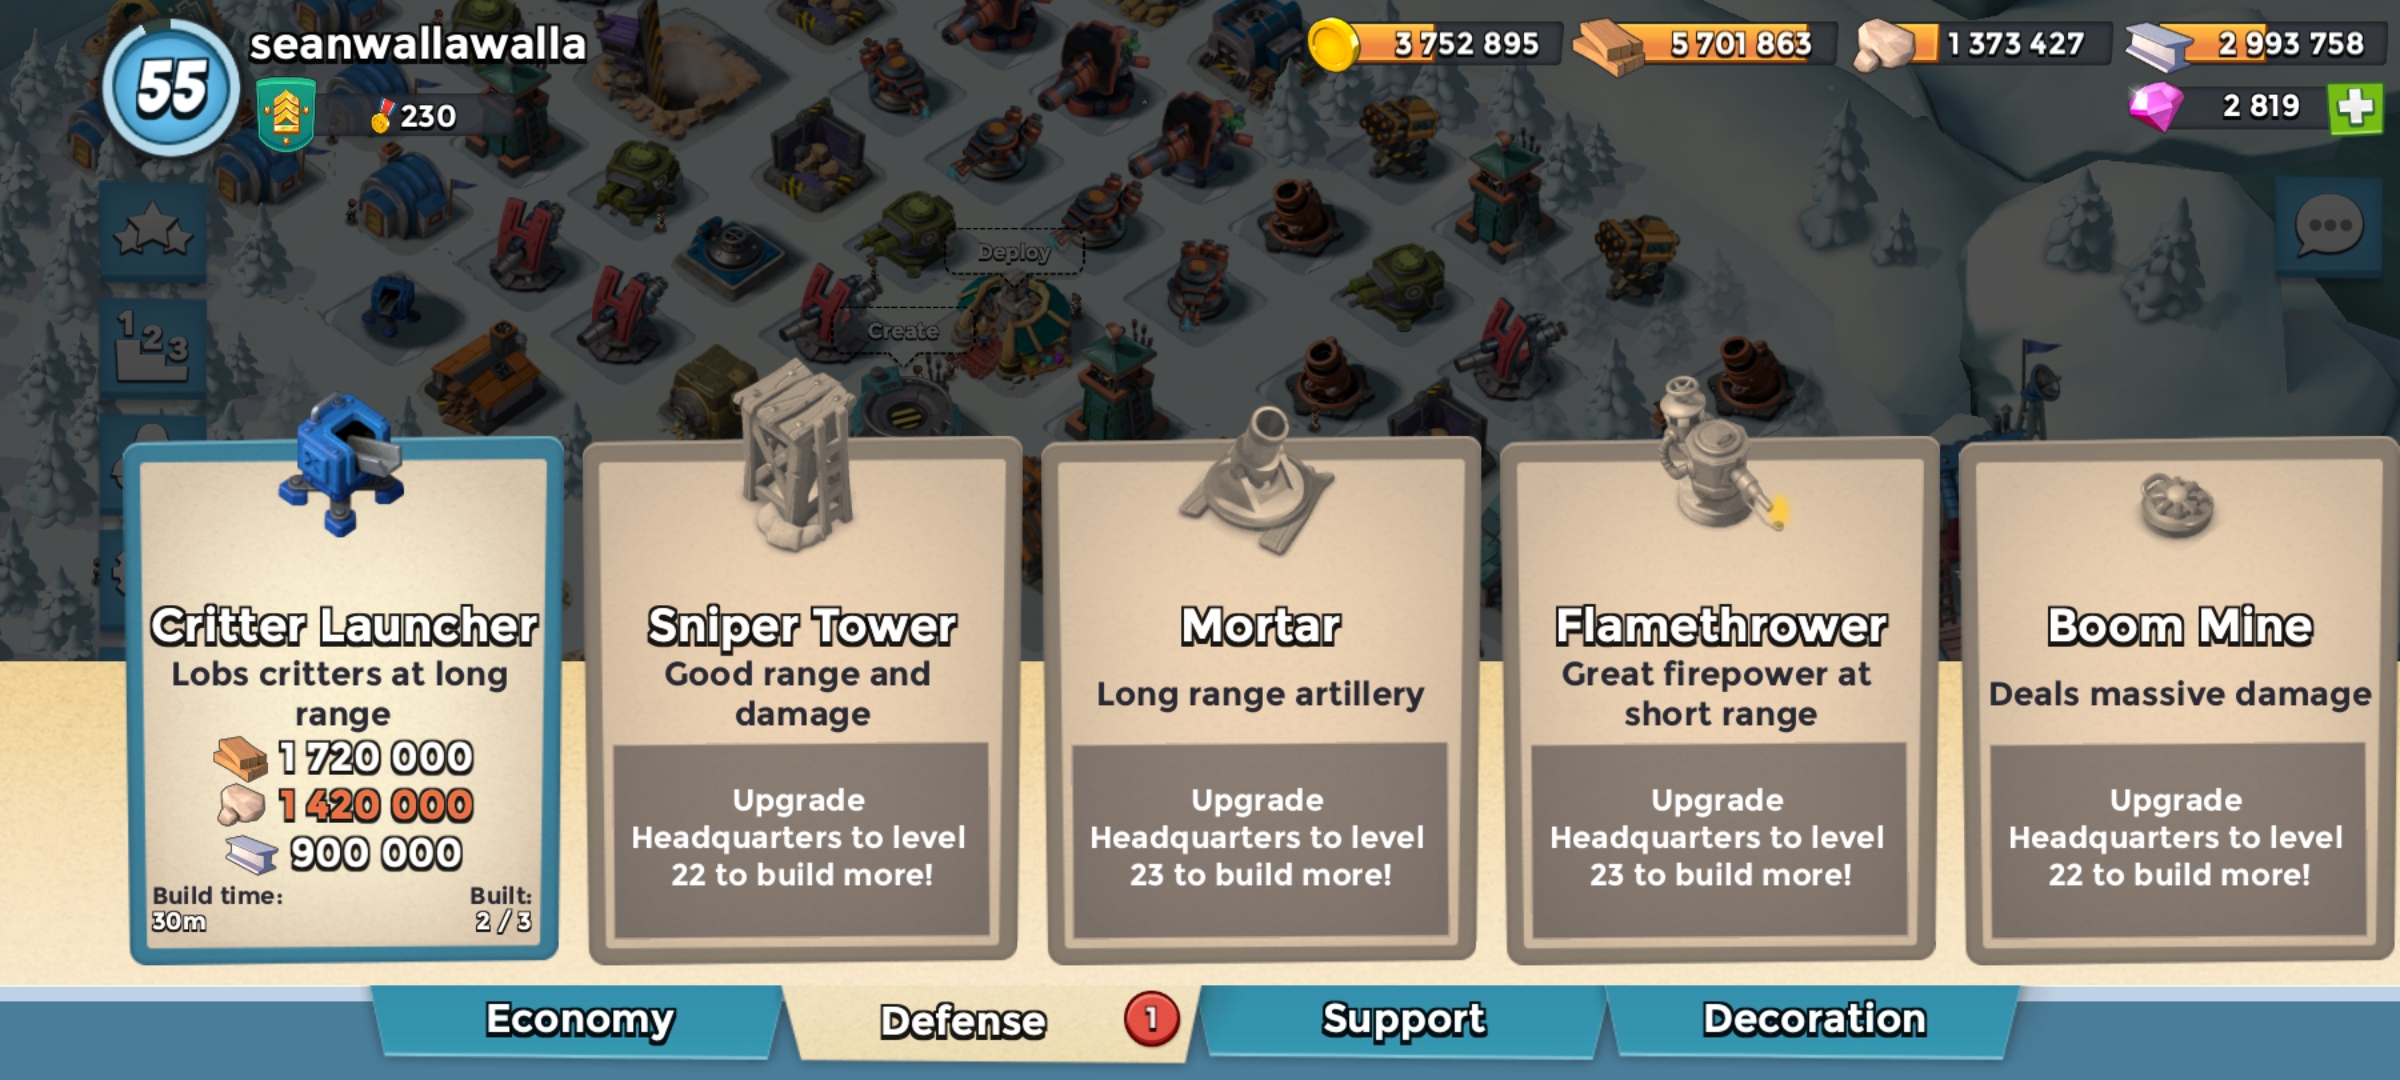 55
seanwallawalla
230
3 752 895
5 701 863
1 373 427
2 993 758
2 819
Deploy
Create
123
Critter Launcher
Lobs critters at long
range
1 720 000
1 420 000
900 000
Build time:
30m
Built:
2 / 3
Sniper Tower
Good range and
damage
Upgrade
Headquarters to level
22 to build more!
Mortar
Long range artillery
Upgrade
Headquarters to level
23 to build more!
Flamethrower
Great firepower at
short range
Upgrade
Headquarters to level
23 to build more!
Boom Mine
Deals massive damage
Upgrade
Headquarters to level
22 to build more!
Economy
Defense
1
Support
Decoration